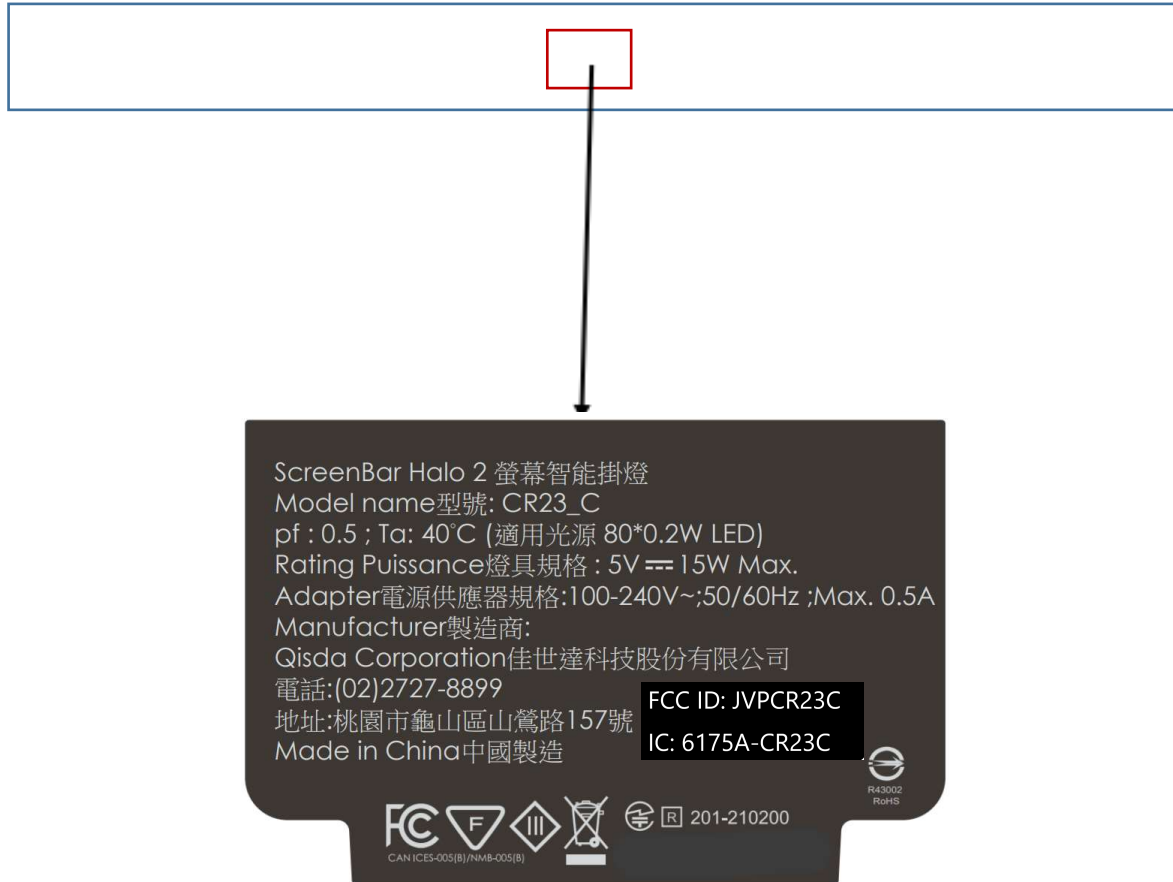 ScreenBar Halo 2 螢幕智能掛燈
Model name型號: CR23_C
pf : 0.5 ; Ta: 40°C (適用光源 80*0.2W LED)
Rating Puissance燈具規格 : 5V ⎓ 15W Max.
Adapter電源供應器規格:100-240V~;50/60Hz ;Max. 0.5A
Manufacturer製造商:
Qisda Corporation佳世達科技股份有限公司
電話:(02)2727-8899
地址:桃園市龜山區山鶯路157號
Made in China中國製造
FCC ID: JVPCR23C
IC: 6175A-CR23C
R43002
RoHS
FC F III R 201-210200
CAN ICES-005(B)/NMB-005(B)